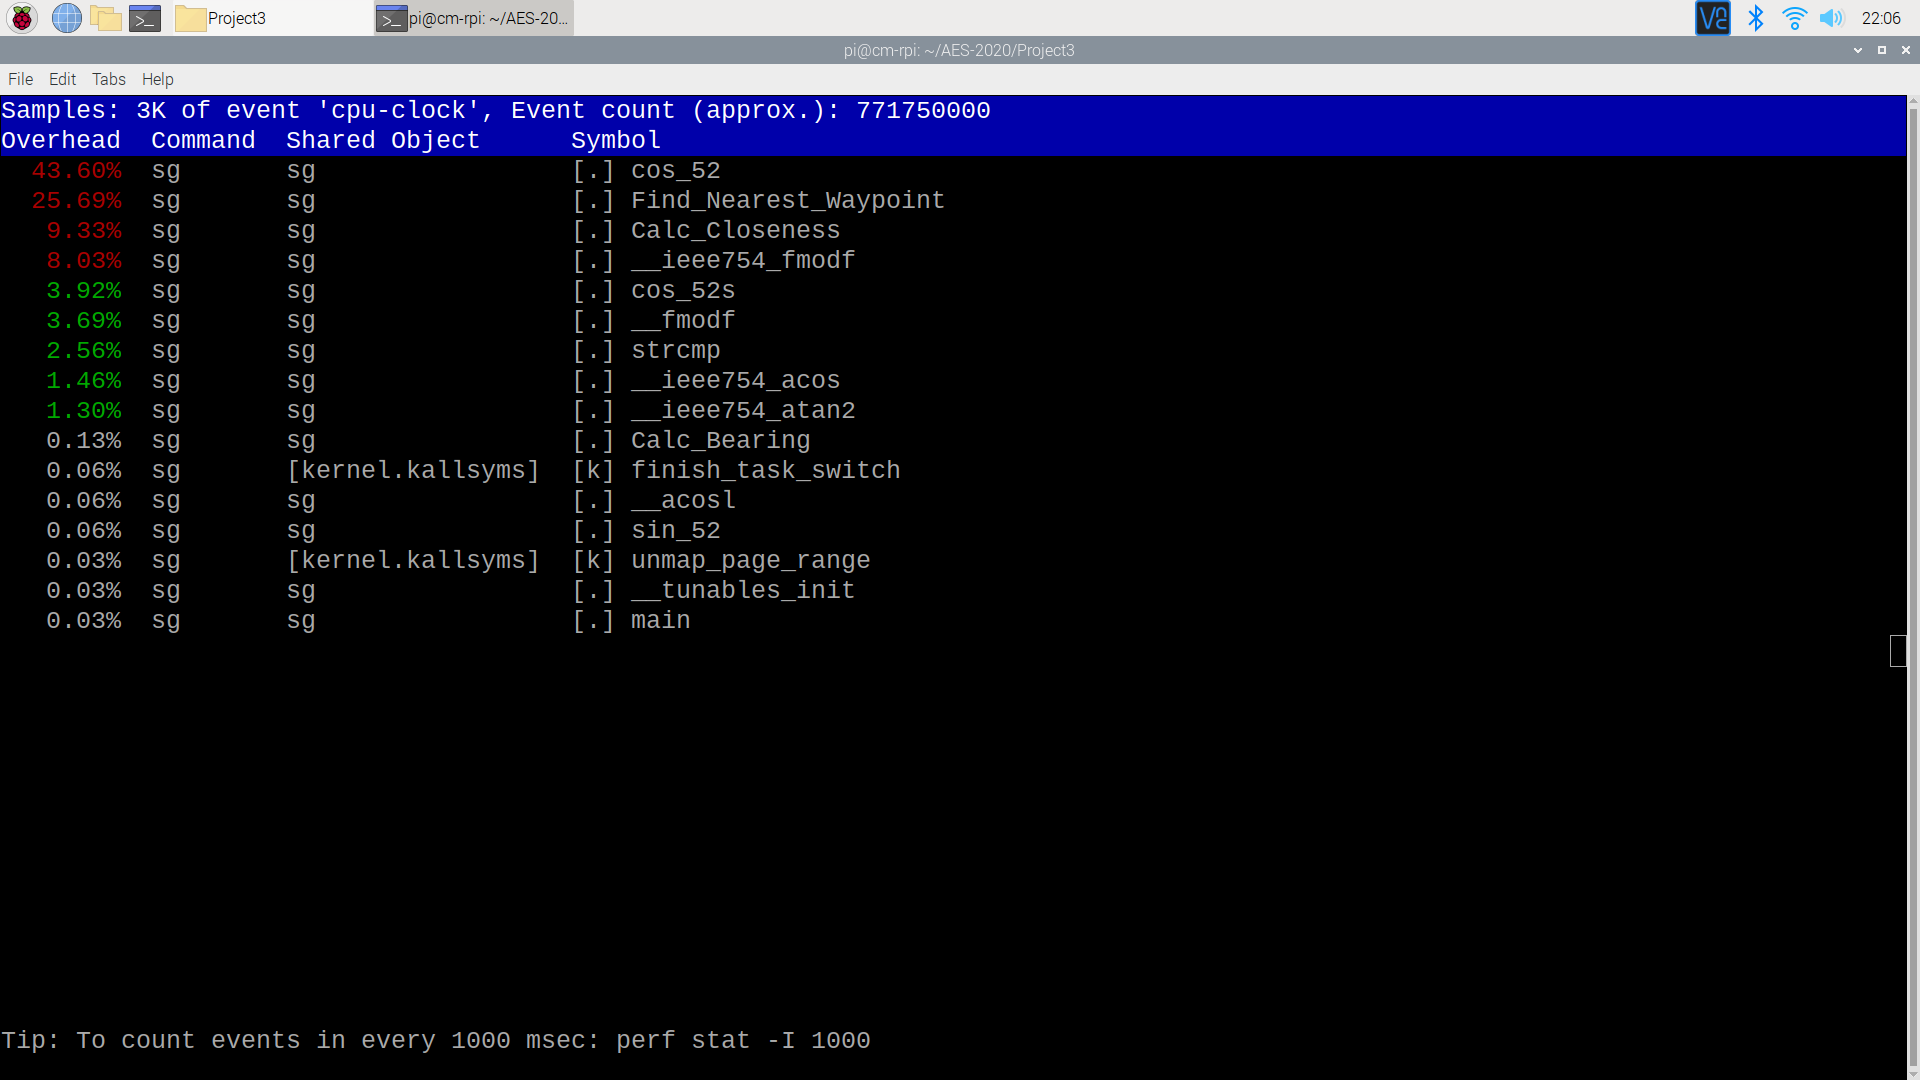 Project3 pi@cm-rpi: ~/AES-20... 22:06
pi@cm-rpi: ~/AES-2020/Project3
File Edit Tabs Help
Samples: 3K of event 'cpu-clock', Event count (approx.): 771750000
Overhead  Command  Shared Object      Symbol
43.60%  sg       sg                 [.] cos_52
25.69%  sg       sg                 [.] Find_Nearest_Waypoint
9.33%  sg       sg                 [.] Calc_Closeness
8.03%  sg       sg                 [.] __ieee754_fmodf
3.92%  sg       sg                 [.] cos_52s
3.69%  sg       sg                 [.] __fmodf
2.56%  sg       sg                 [.] strcmp
1.46%  sg       sg                 [.] __ieee754_acos
1.30%  sg       sg                 [.] __ieee754_atan2
0.13%  sg       sg                 [.] Calc_Bearing
0.06%  sg       [kernel.kallsyms]  [k] finish_task_switch
0.06%  sg       sg                 [.] __acosl
0.06%  sg       sg                 [.] sin_52
0.03%  sg       [kernel.kallsyms]  [k] unmap_page_range
0.03%  sg       sg                 [.] __tunables_init
0.03%  sg       sg                 [.] main
Tip: To count events in every 1000 msec: perf stat -I 1000